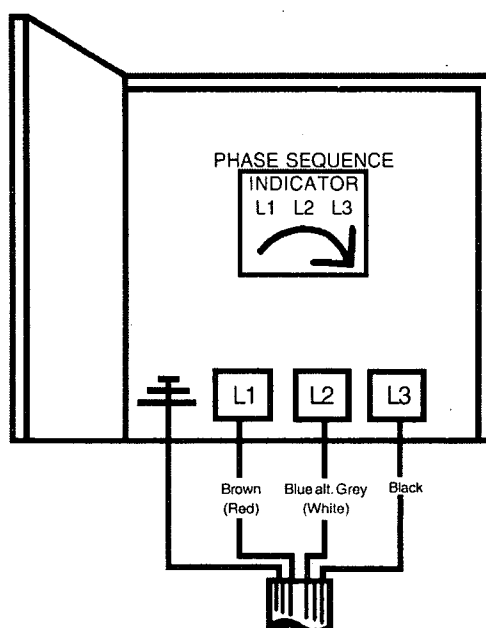 PHASE SEQUENCE
INDICATOR
L1 L2 L3
L1 L2 L3
Brown
(Red)
Blue alt. Grey
(White)
Black